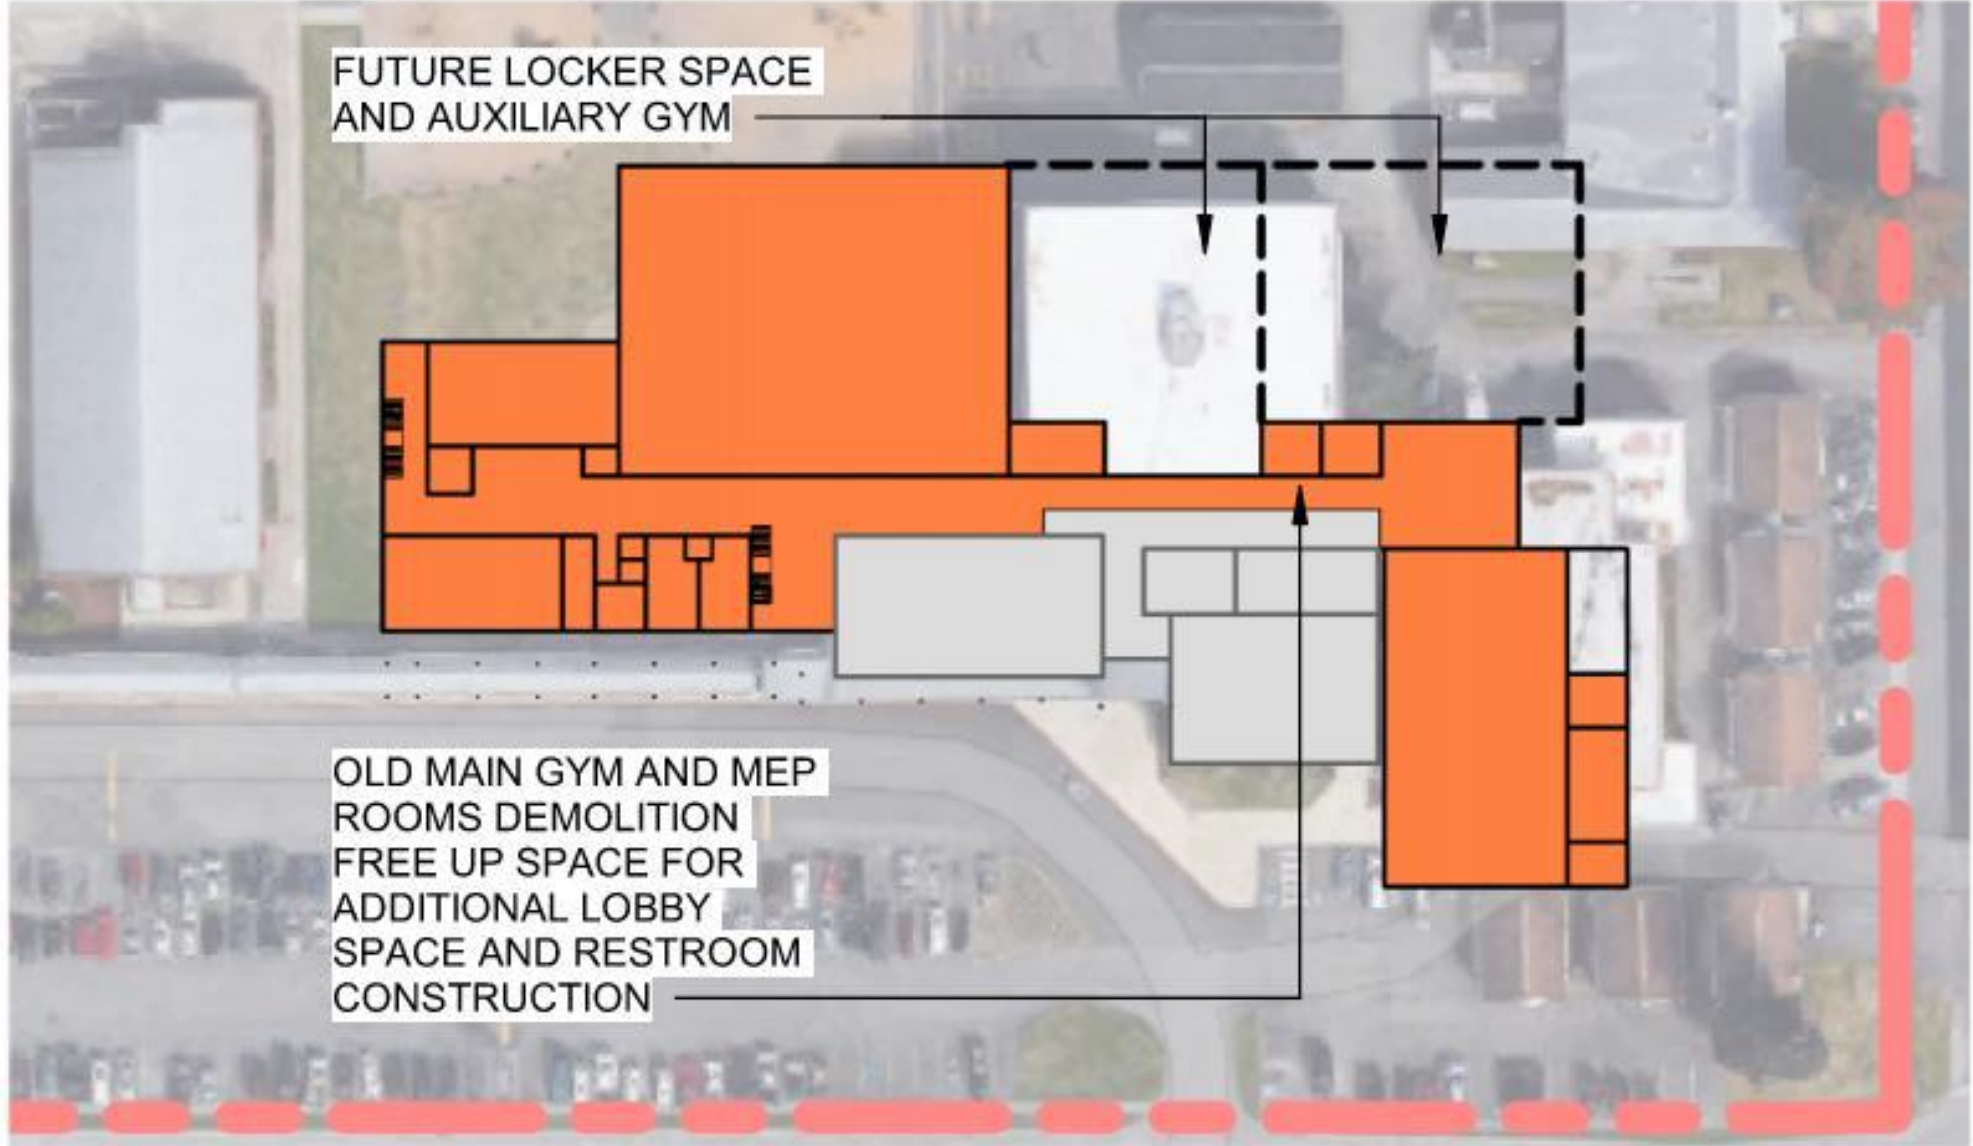 FUTURE LOCKER SPACE
AND AUXILIARY GYM
OLD MAIN GYM AND MEP
ROOMS DEMOLITION
FREE UP SPACE FOR
ADDITIONAL LOBBY
SPACE AND RESTROOM
CONSTRUCTION